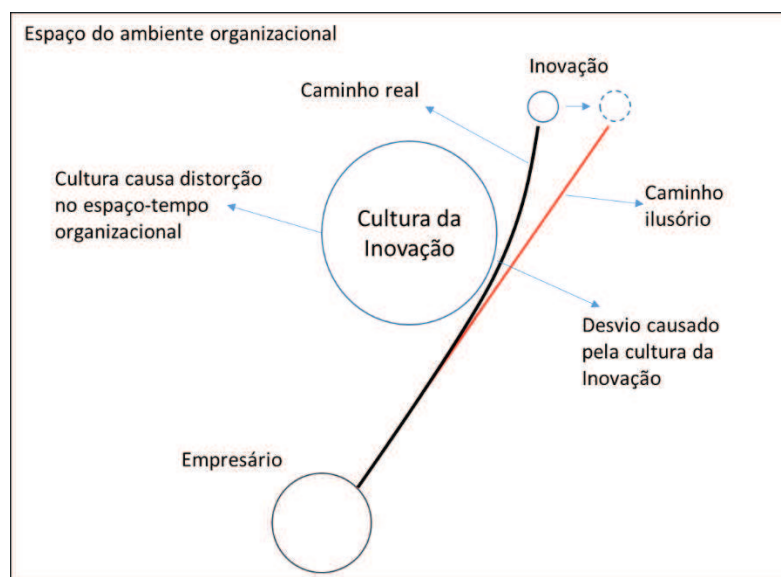 Espaço do ambiente organizacional
Inovação
Caminho real
Cultura causa distorção
no espaço-tempo
organizacional
Cultura da
Inovação
Caminho
ilusório
Desvio causado
pela cultura da
Inovação
Empresário